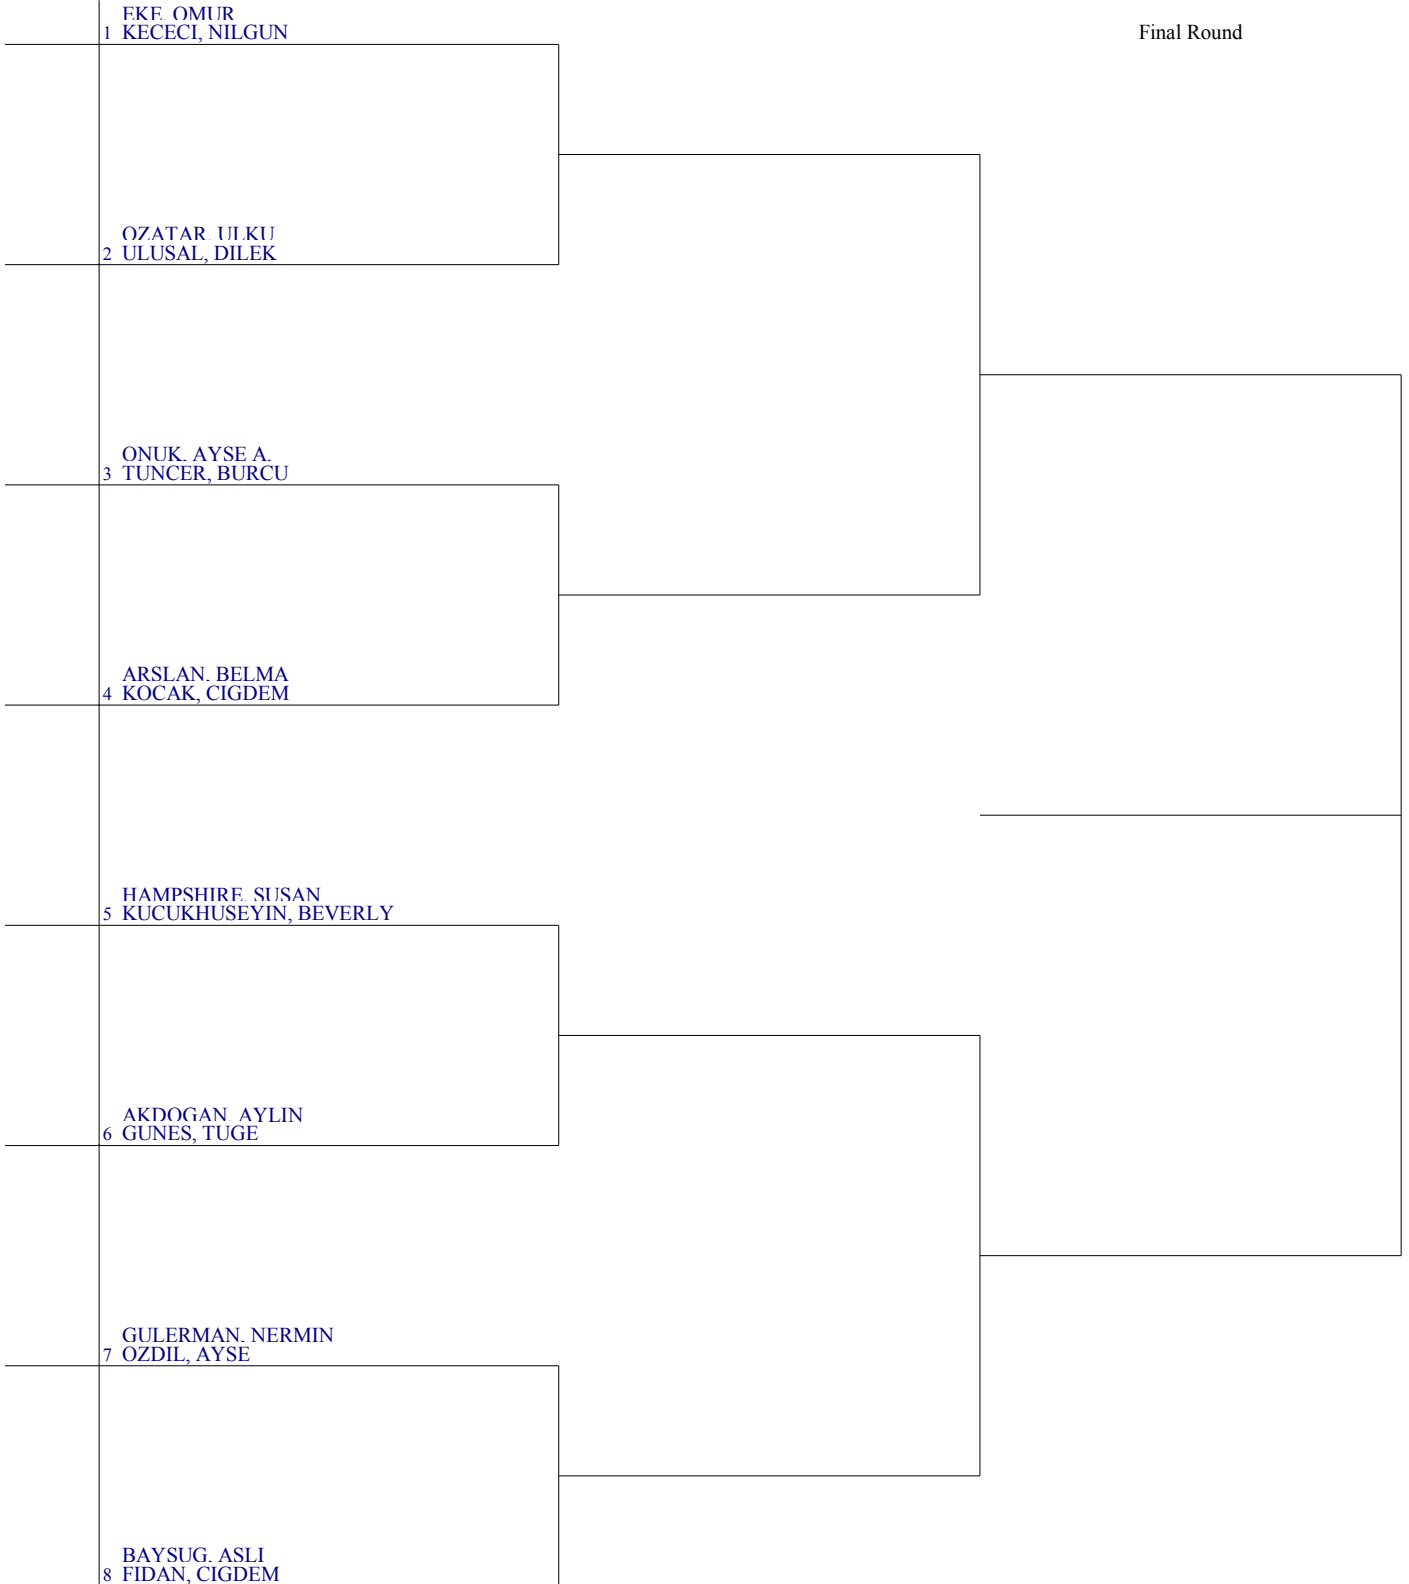 EKE, OMUR
1 KECECI, NILGUN
Final Round
OZATAR, ULKU
2 ULUSAL, DILEK
ONUK, AYSE A.
3 TUNCER, BURCU
ARSLAN, BELMA
4 KOCAK, CIGDEM
HAMPSHIRE, SUSAN
5 KUCUKHUSEYIN, BEVERLY
AKDOGAN, AYLIN
6 GUNES, TUGE
GULERMAN, NERMIN
7 OZDIL, AYSE
BAYSUG, ASLI
8 FIDAN, CIGDEM